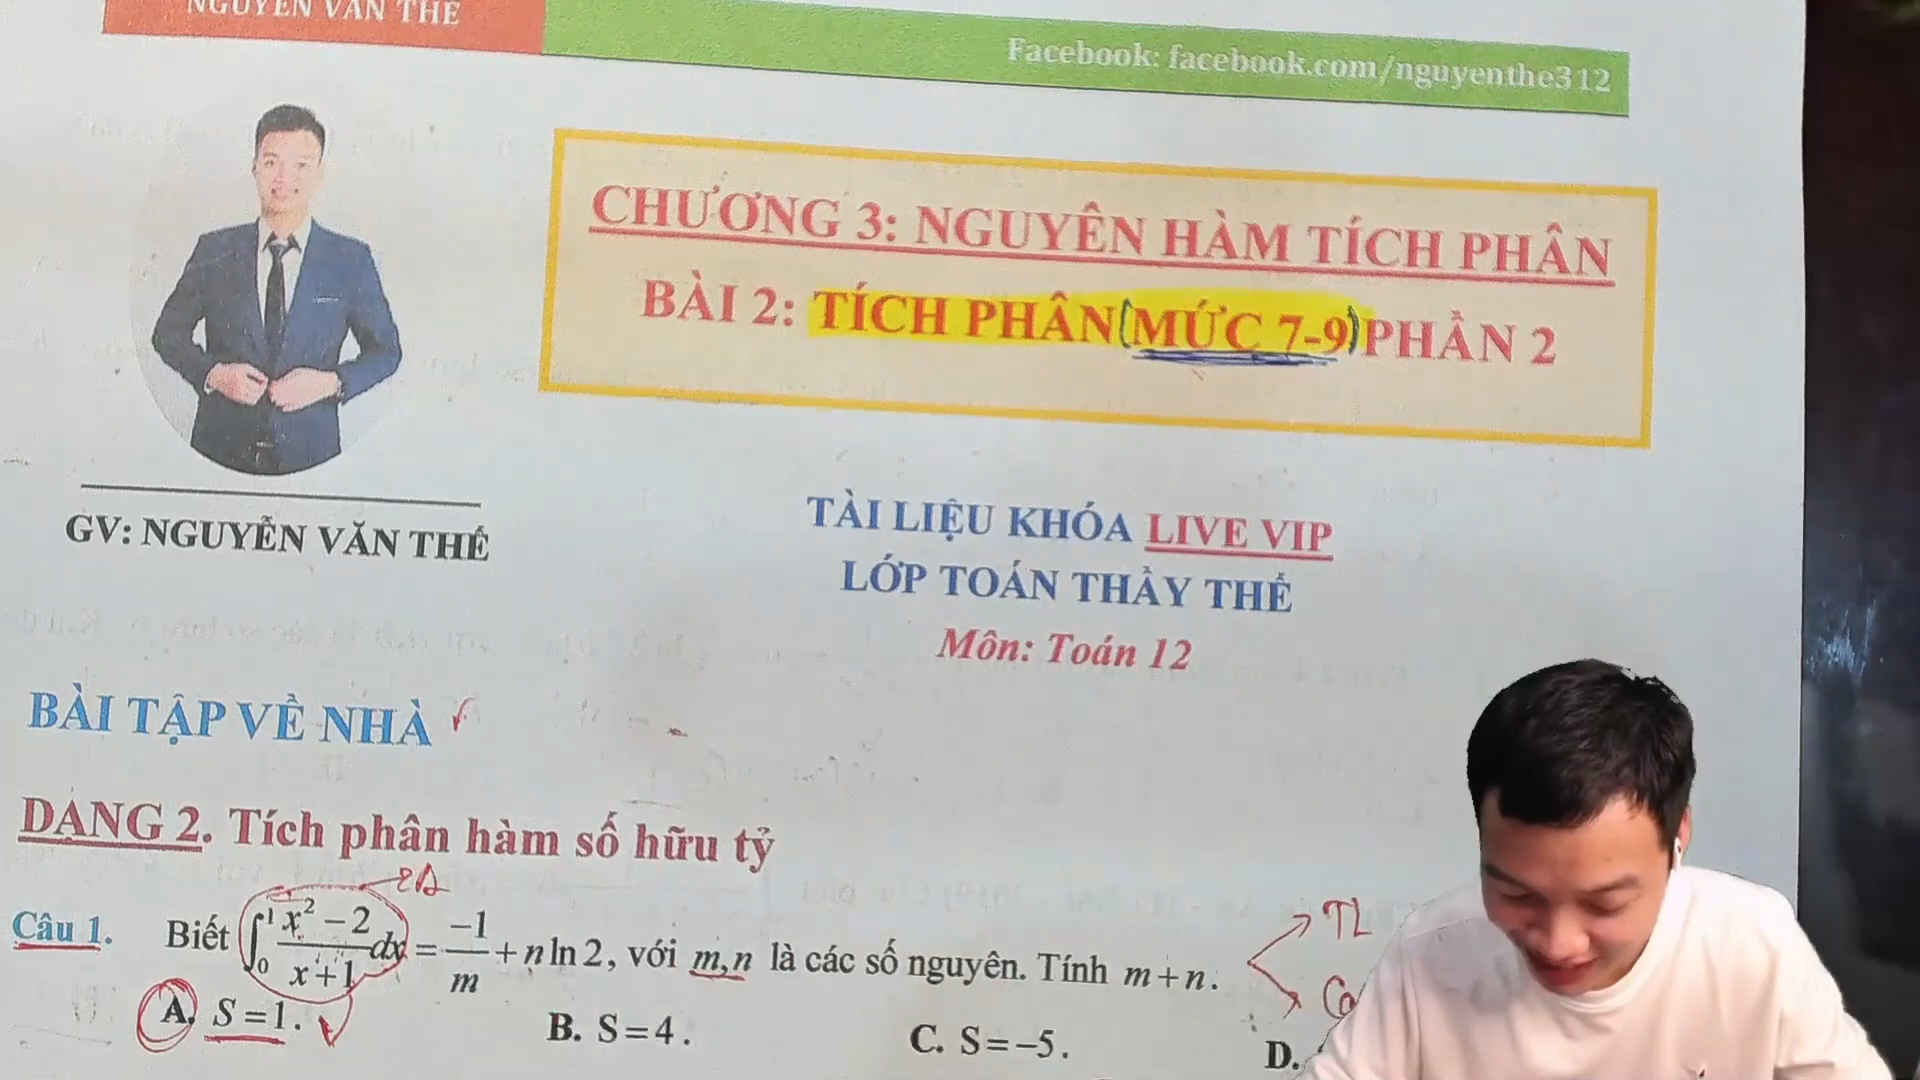 NGUYỄN VĂN THẾ
Facebook: facebook.com/nguyenthe312
CHƯƠNG 3: NGUYÊN HÀM TÍCH PHÂN
BÀI 2: TÍCH PHÂN(MỨC 7-9)PHẦN 2
GV: NGUYỄN VĂN THẾ
TÀI LIỆU KHÓA LIVE VIP
LỚP TOÁN THẦY THẾ
Môn: Toán 12
BÀI TẬP VỀ NHÀ
DẠNG 2. Tích phân hàm số hữu tỷ
Câu 1. Biết ∫₀¹ (x² − 2)/(x + 1) dx = −1/m + n ln 2, với m,n là các số nguyên. Tính m + n.
TL
A. S = 1. B. S = 4. C. S = −5. D.